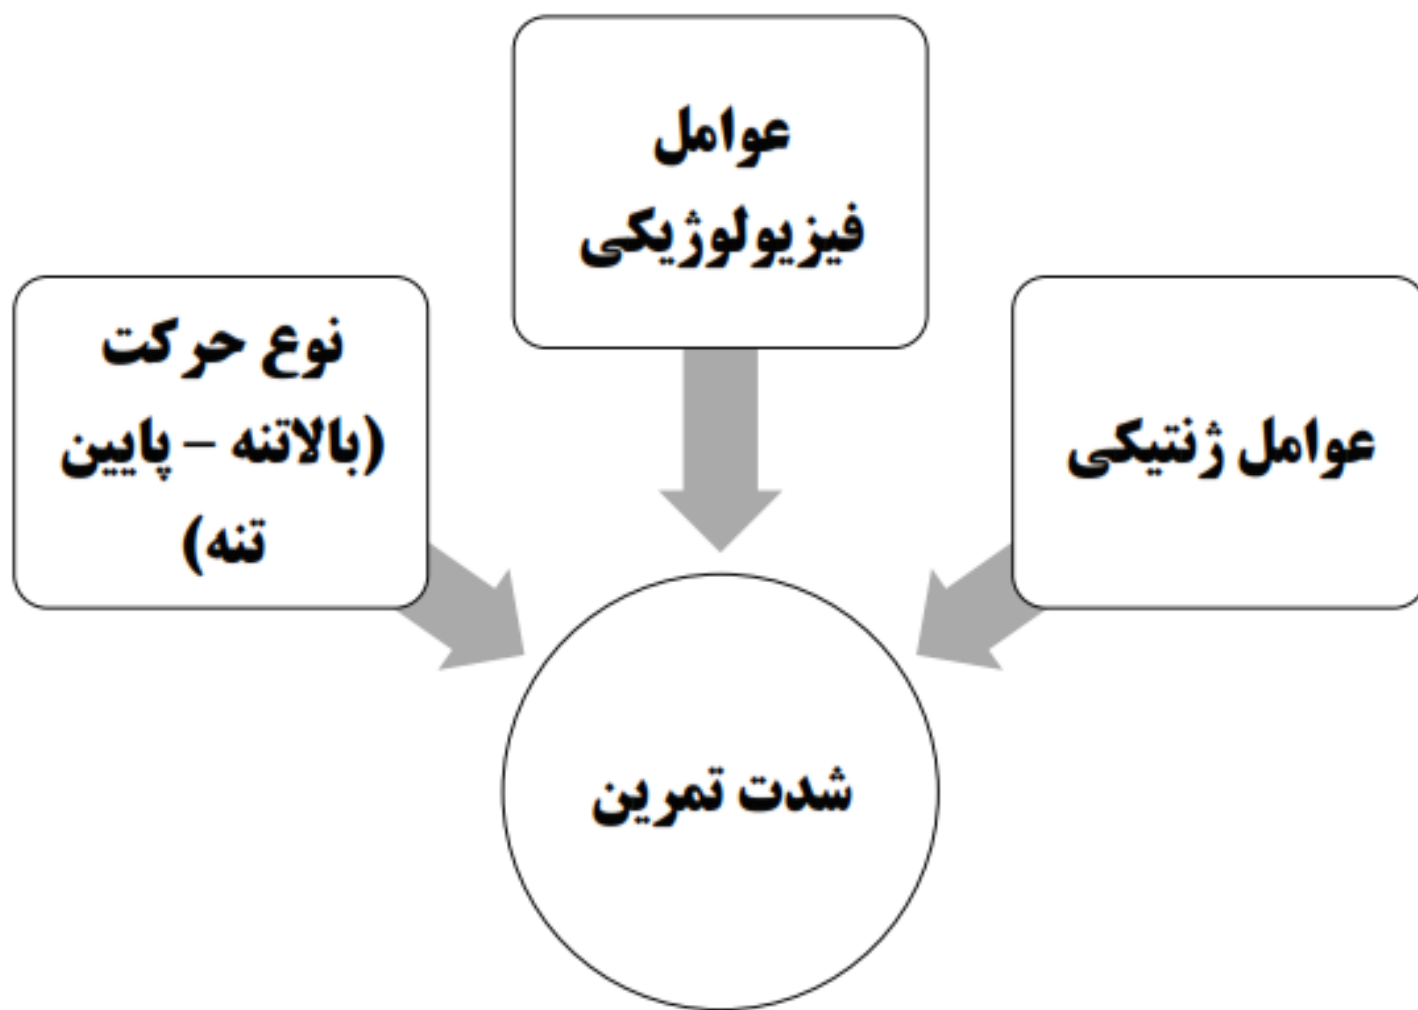 عوامل
فیزیولوژیکی
عوامل ژنتیکی
نوع حرکت
(بالاتنه – پایین
تنه)
شدت تمرین